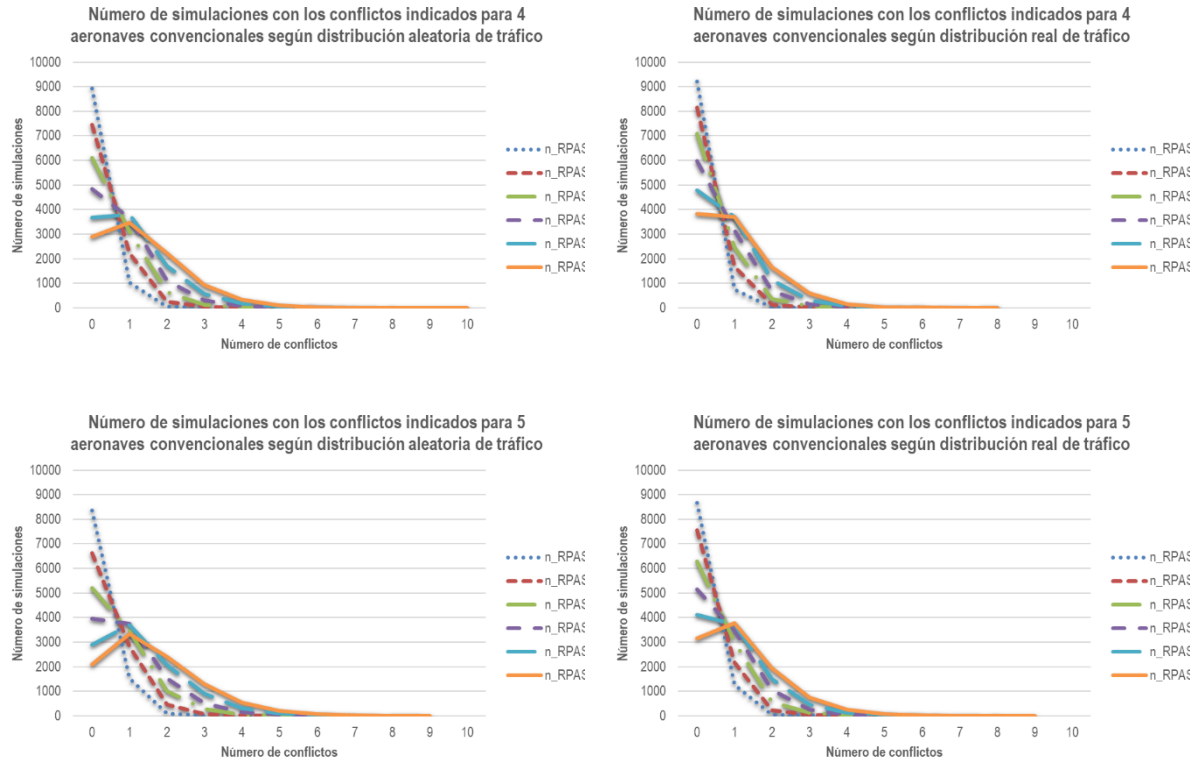 Número de simulaciones con los conflictos indicados para 4
aeronaves convencionales según distribución aleatoria de tráfico
10000
9000
8000
7000
6000
5000
4000
3000
2000
1000
0
Número de simulaciones
0 1 2 3 4 5 6 7 8 9 10
Número de conflictos
n_RPAS
n_RPAS
n_RPAS
n_RPAS
n_RPAS
n_RPAS
Número de simulaciones con los conflictos indicados para 4
aeronaves convencionales según distribución real de tráfico
10000
9000
8000
7000
6000
5000
4000
3000
2000
1000
0
Número de simulaciones
0 1 2 3 4 5 6 7 8 9 10
Número de conflictos
n_RPAS
n_RPAS
n_RPAS
n_RPAS
n_RPAS
n_RPAS
Número de simulaciones con los conflictos indicados para 5
aeronaves convencionales según distribución aleatoria de tráfico
10000
9000
8000
7000
6000
5000
4000
3000
2000
1000
0
Número de simulaciones
0 1 2 3 4 5 6 7 8 9 10
Número de conflictos
n_RPAS
n_RPAS
n_RPAS
n_RPAS
n_RPAS
n_RPAS
Número de simulaciones con los conflictos indicados para 5
aeronaves convencionales según distribución real de tráfico
10000
9000
8000
7000
6000
5000
4000
3000
2000
1000
0
Número de simulaciones
0 1 2 3 4 5 6 7 8 9 10
Número de conflictos
n_RPAS
n_RPAS
n_RPAS
n_RPAS
n_RPAS
n_RPAS